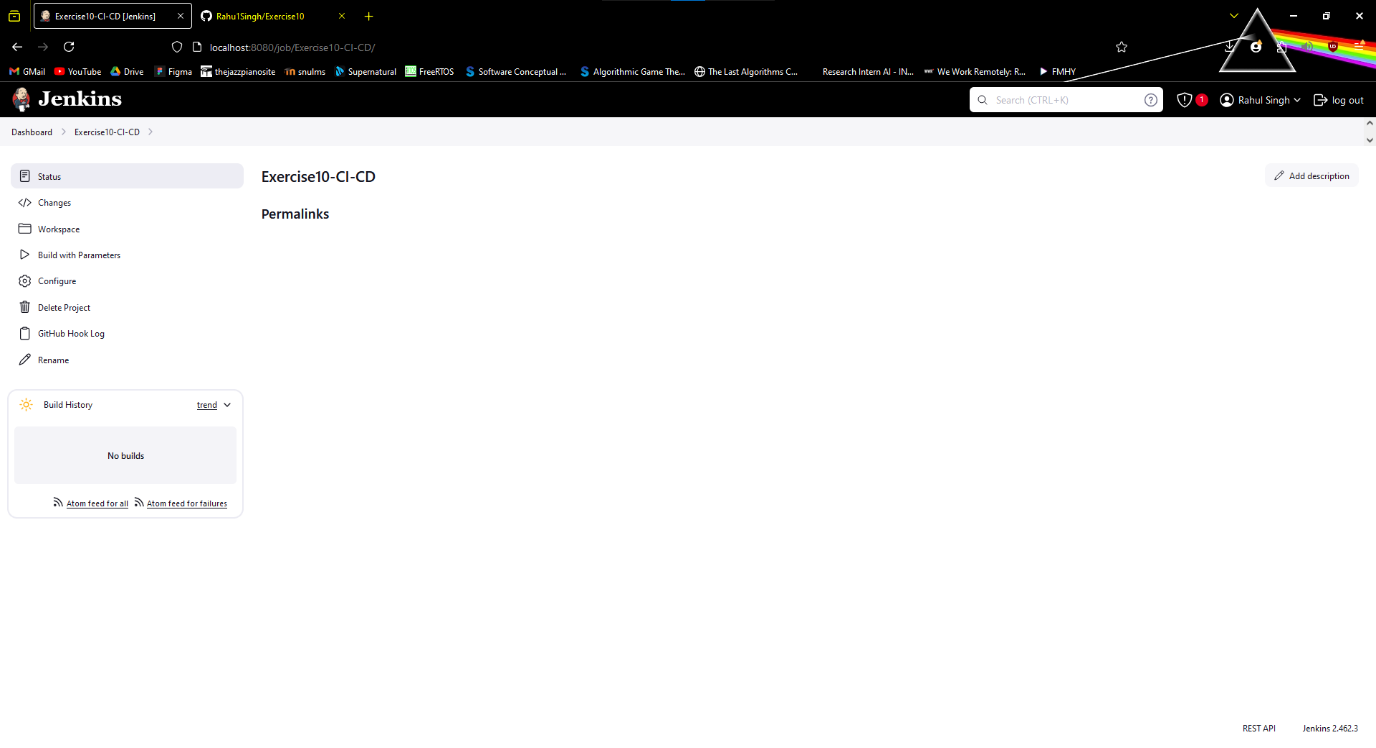 Exercise10-CI-CD [Jenkins]
Rahu1Singh/Exercise10
localhost:8080/job/Exercise10-CI-CD/
GMail YouTube Drive Figma thejazzpianosite snulms Supernatural FreeRTOS Software Conceptual ... Algorithmic Game The... The Last Algorithms C... Research Intern AI - IN... We Work Remotely: R... FMHY
Jenkins
Search (CTRL+K)
1
Rahul Singh
log out
Dashboard
Exercise10-CI-CD
Status
Changes
Workspace
Build with Parameters
Configure
Delete Project
GitHub Hook Log
Rename
Build History
trend
No builds
Atom feed for all
Atom feed for failures
Exercise10-CI-CD
Add description
Permalinks
REST API
Jenkins 2.462.3